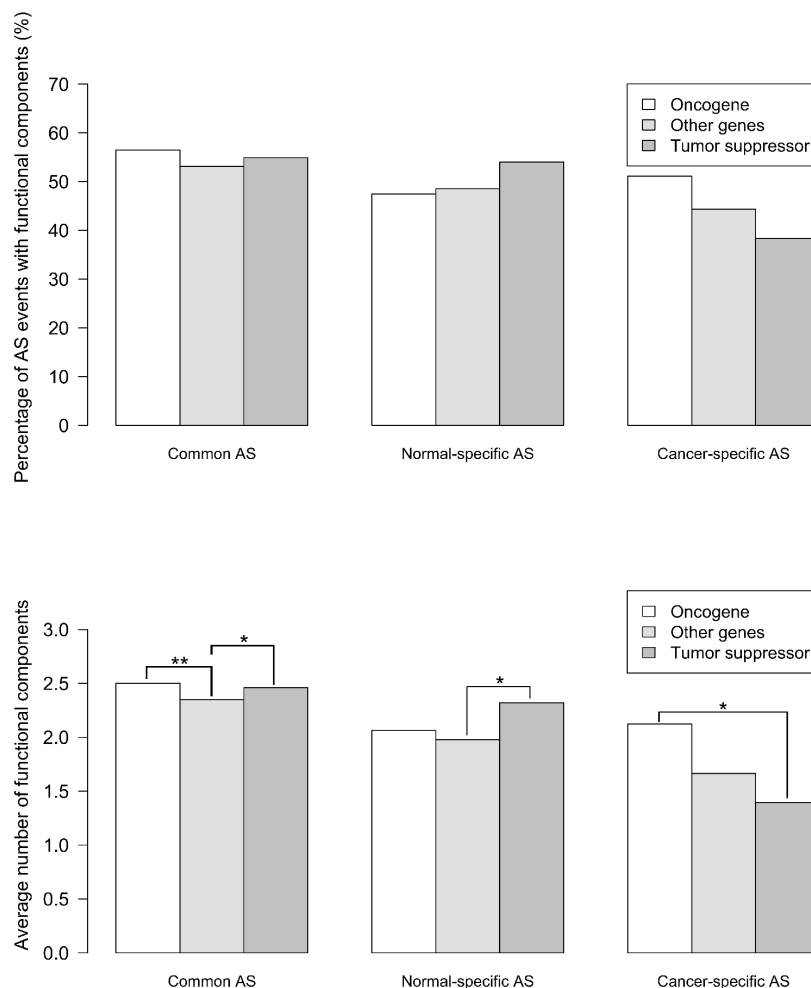 Percentage of AS events with functional components (%)
70
60
50
40
30
20
10
0
Oncogene
Other genes
Tumor suppressor
Common AS
Normal-specific AS
Cancer-specific AS
Average number of functional components
3.0
2.5
2.0
1.5
1.0
0.5
0.0
**
*
*
*
Oncogene
Other genes
Tumor suppressor
Common AS
Normal-specific AS
Cancer-specific AS